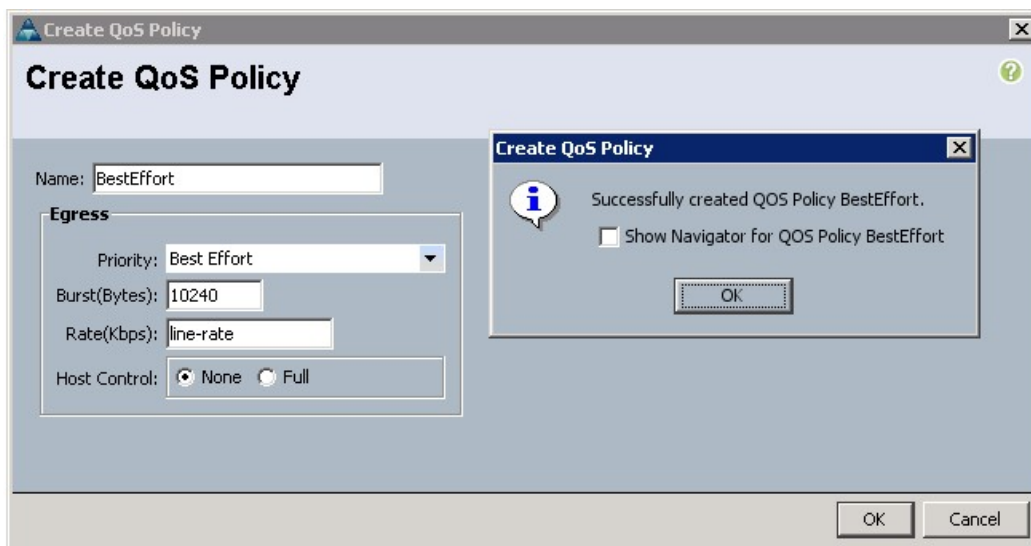 Create QoS Policy
Create QoS Policy
Name: BestEffort
Egress
Priority: Best Effort
Burst(Bytes): 10240
Rate(Kbps): line-rate
Host Control: None Full
Create QoS Policy
Successfully created QOS Policy BestEffort.
Show Navigator for QOS Policy BestEffort
OK
OK Cancel